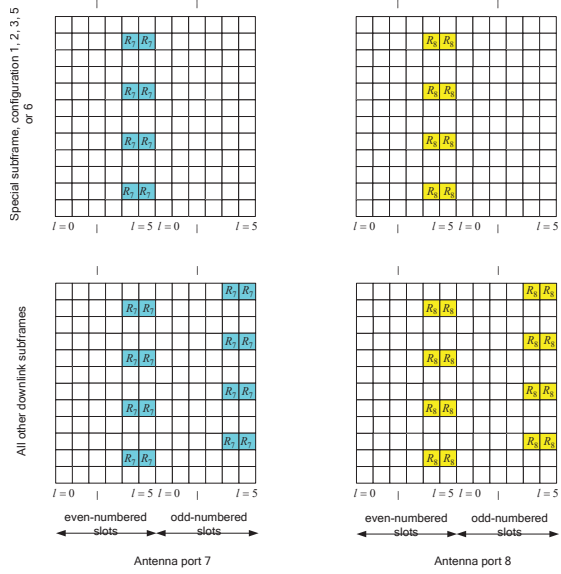 Special subframe, configuration 1, 2, 3, 5
or 6
R7 R7 R8 R8
R7 R7 R8 R8
R7 R7 R8 R8
R7 R7 R8 R8
l = 0 l = 5 l = 0 l = 5 l = 0 l = 5 l = 0 l = 5
All other downlink subframes
R7 R7 R8 R8
R7 R7 R8 R8
R7 R7 R8 R8
R7 R7 R8 R8
R7 R7 R8 R8
R7 R7 R8 R8
R7 R7 R8 R8
R7 R7 R8 R8
l = 0 l = 5 l = 0 l = 5 l = 0 l = 5 l = 0 l = 5
even-numbered odd-numbered even-numbered odd-numbered
slots slots slots slots
Antenna port 7 Antenna port 8